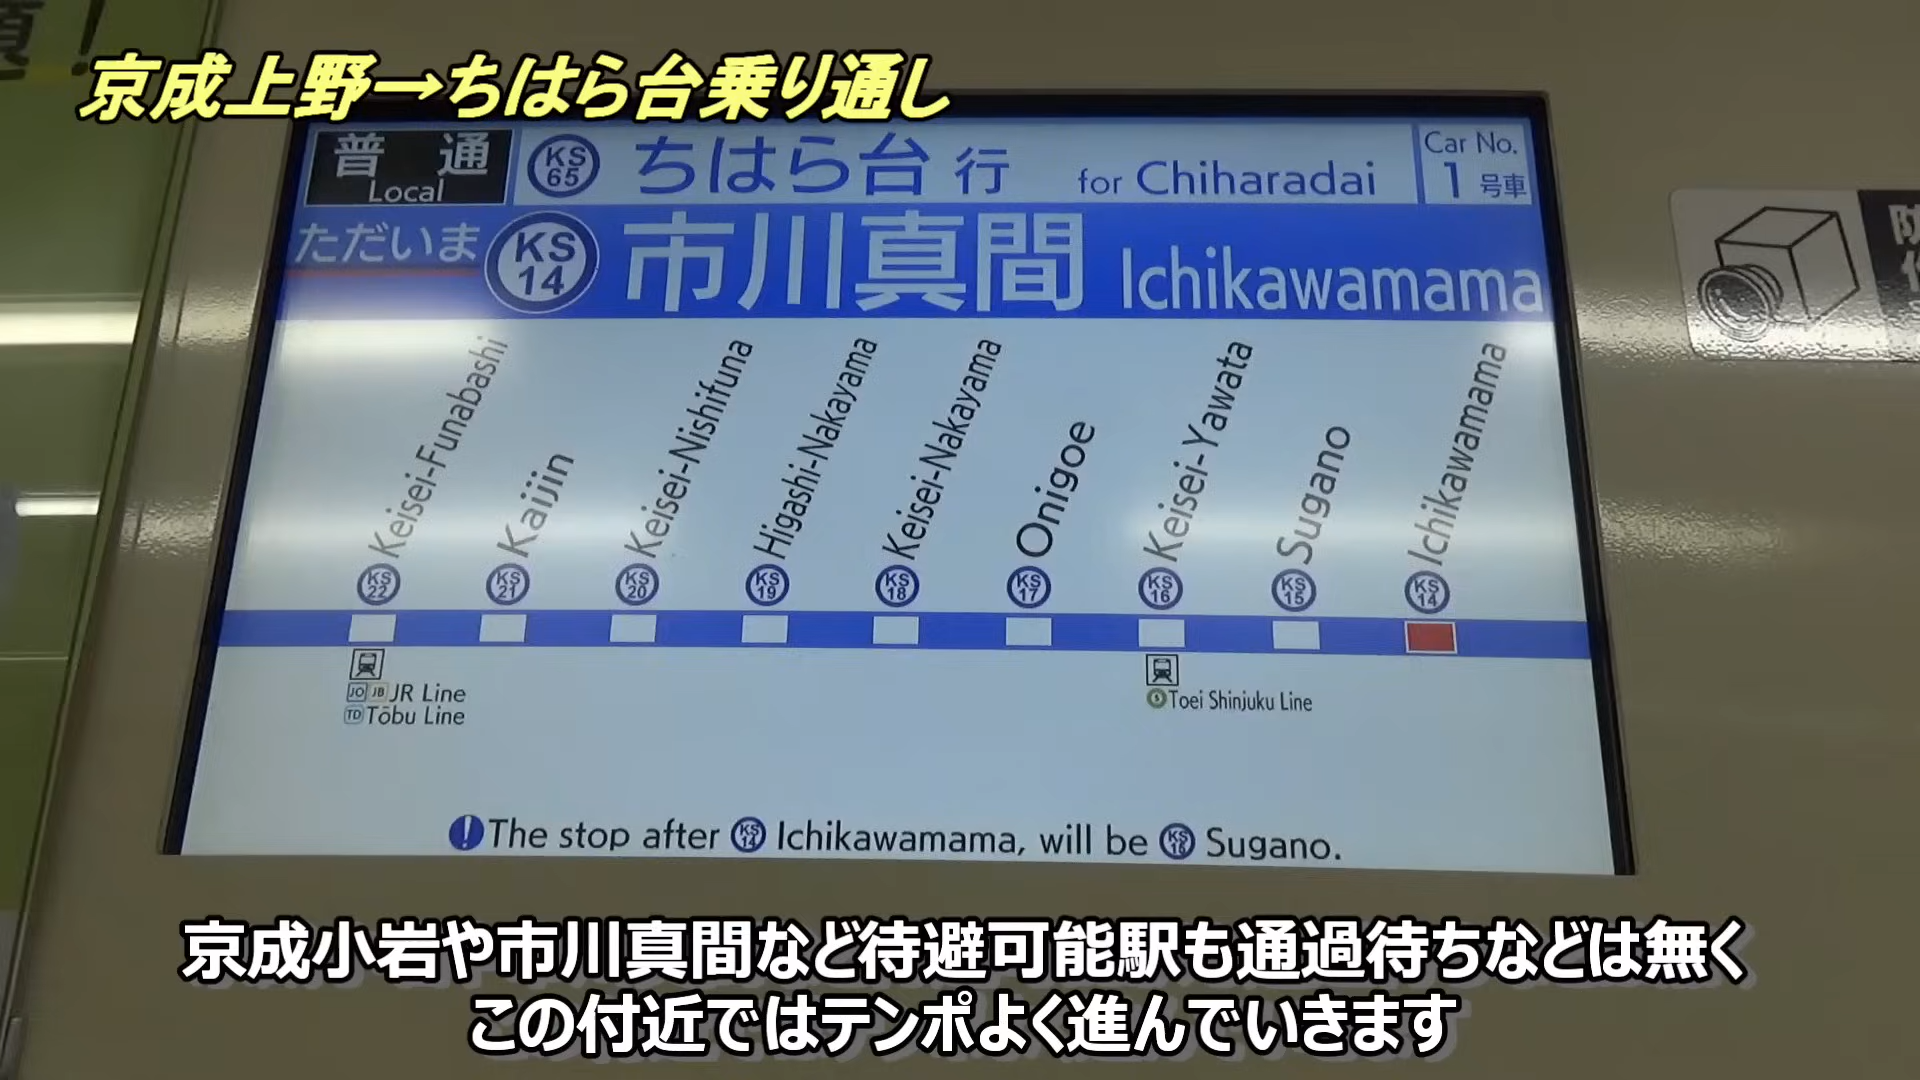 京成上野→ちはら台乗り通し
普通
Local
KS
65
ちはら台 行
for Chiharadai
Car No.
1 号車
ただいま
KS
14
市川真間 Ichikawamama
Keisei-Funabashi
Kaijin
Keisei-Nishifuna
Higashi-Nakayama
Keisei-Nakayama
Onigoe
Keisei-Yawata
Sugano
Ichikawamama
KS
22
KS
21
KS
20
KS
19
KS
18
KS
17
KS
16
KS
15
KS
14
JO JB JR Line
TD Tōbu Line
S Toei Shinjuku Line
! The stop after KS 14 Ichikawamama, will be KS 15 Sugano.
京成小岩や市川真間など待避可能駅も通過待ちなどは無く
この付近ではテンポよく進んでいきます